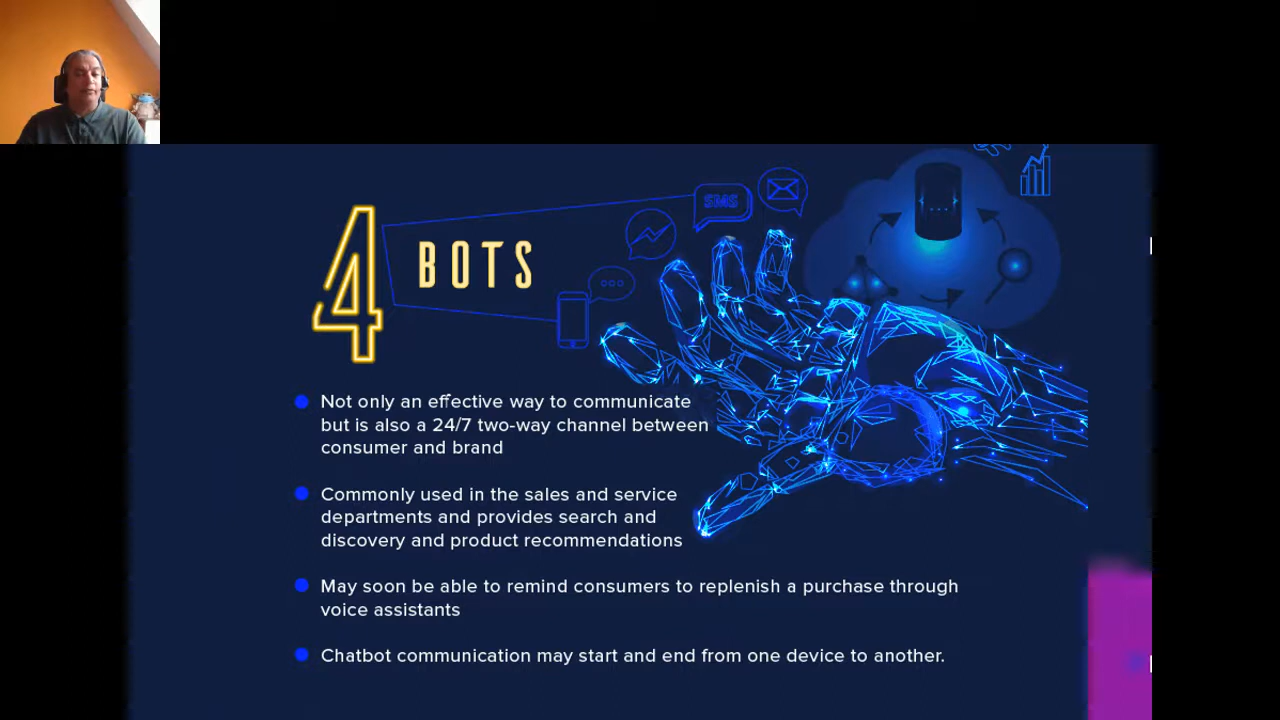 SMS
4 BOTS
Not only an effective way to communicate
but is also a 24/7 two-way channel between
consumer and brand
Commonly used in the sales and service
departments and provides search and
discovery and product recommendations
May soon be able to remind consumers to replenish a purchase through
voice assistants
Chatbot communication may start and end from one device to another.